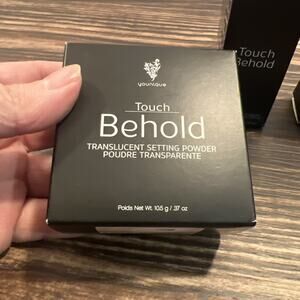 younique
Touch
Behold
TRANSLUCENT SETTING POWDER
POUDRE TRANSPARENTE
Poids Net Wt. 10.5 g / .37 oz
Touch
Behold